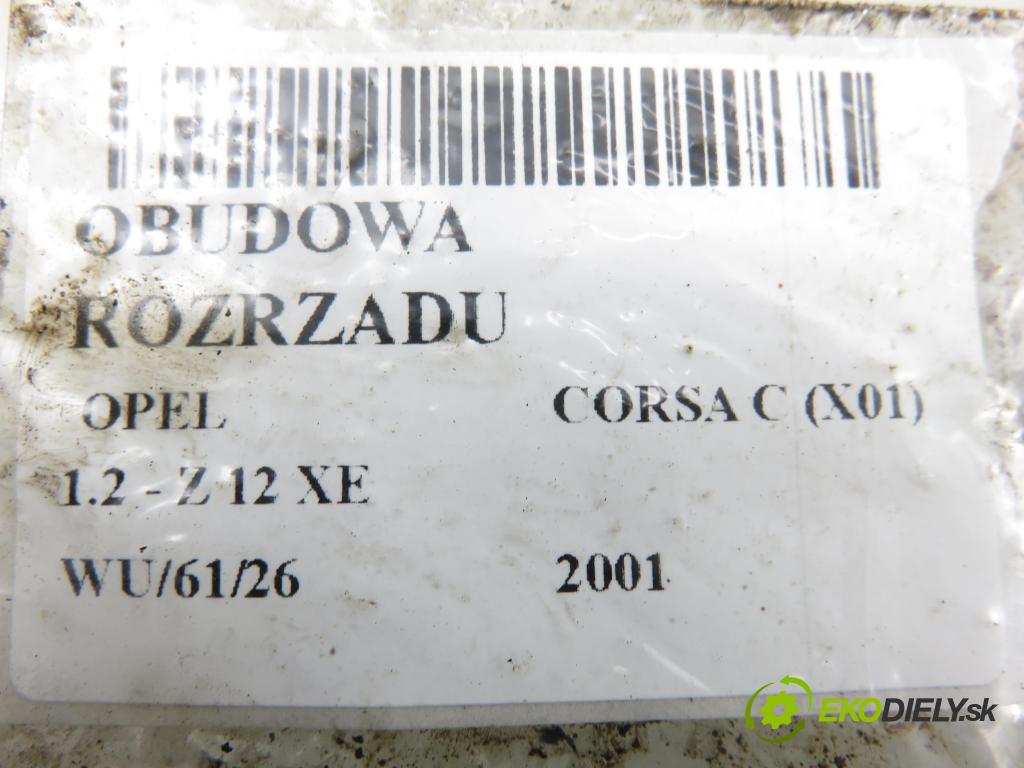 OBUDOWA
ROZRZADU
OPEL CORSA C (X01)
1.2 - Z 12 XE
WU/61/26 2001
EKODIELY.sk